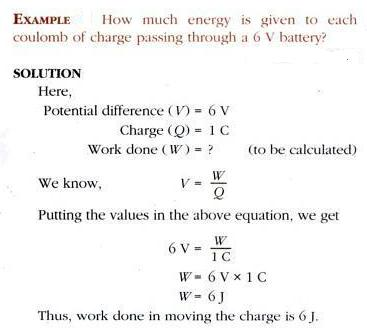 EXAMPLE How much energy is given to each
coulomb of charge passing through a 6 V battery?
SOLUTION
Here,
Potential difference (V) = 6 V
Charge (Q) = 1 C
Work done (W) = ? (to be calculated)
We know, V = W/Q
Putting the values in the above equation, we get
6 V = W/1 C
W = 6 V × 1 C
W = 6 J
Thus, work done in moving the charge is 6 J.